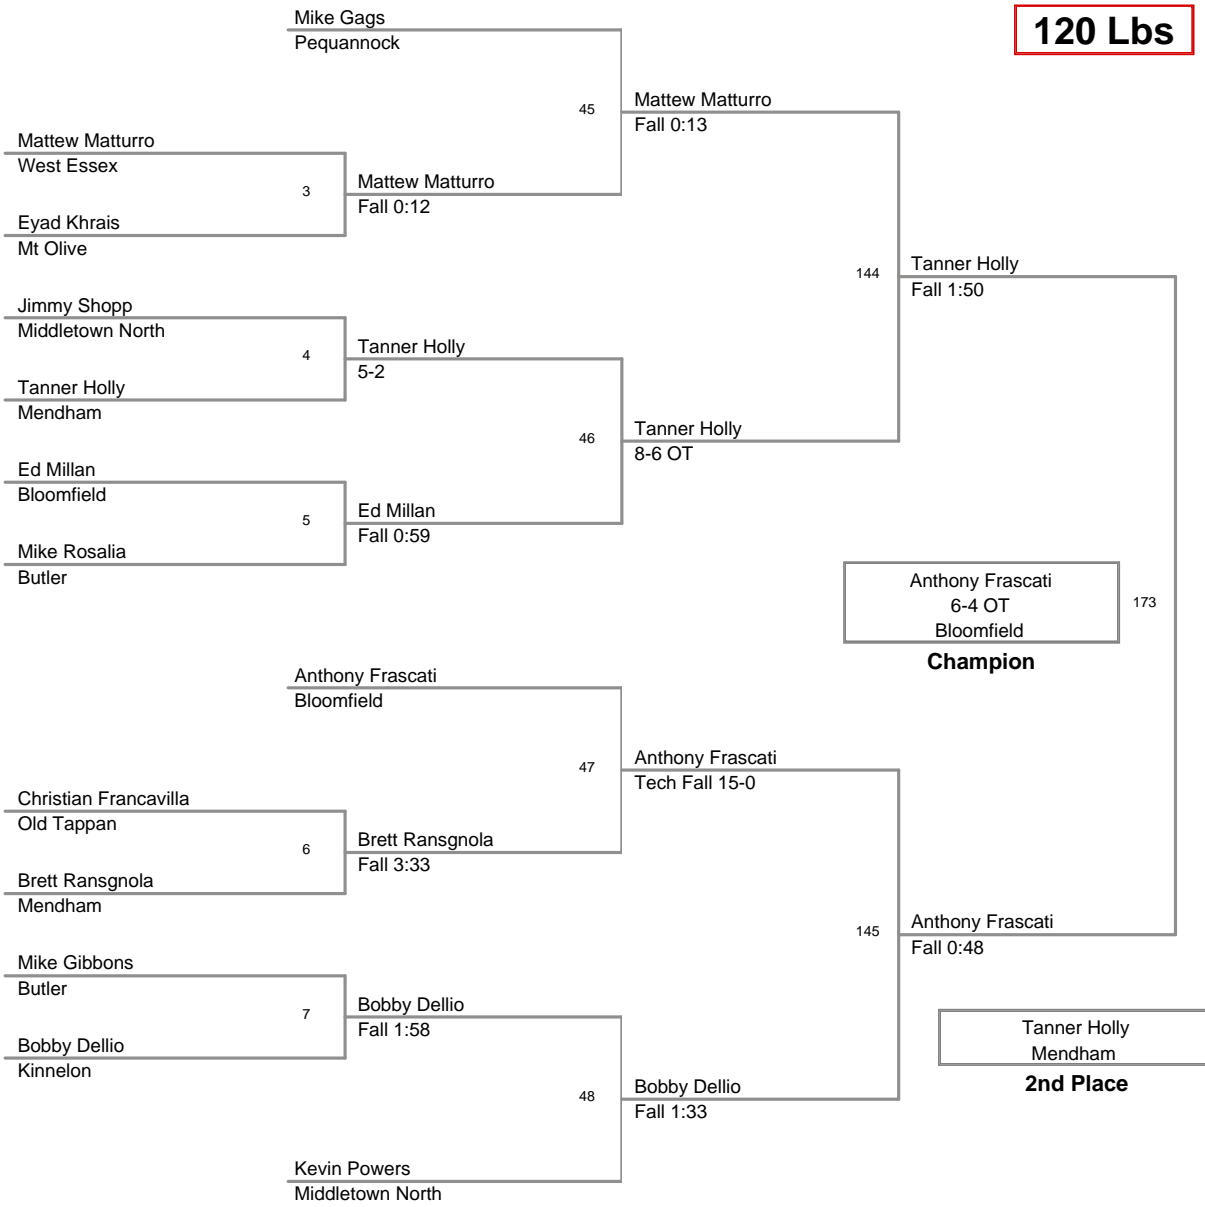 Mike Gags
Pequannock
120 Lbs
45
Mattew Matturro
Fall 0:13
Mattew Matturro
West Essex
3
Mattew Matturro
Fall 0:12
Eyad Khrais
Mt Olive
144
Tanner Holly
Fall 1:50
Jimmy Shopp
Middletown North
4
Tanner Holly
5-2
Tanner Holly
Mendham
46
Tanner Holly
8-6 OT
Ed Millan
Bloomfield
5
Ed Millan
Fall 0:59
Mike Rosalia
Butler
Anthony Frascati
6-4 OT
Bloomfield
Champion
173
Anthony Frascati
Bloomfield
47
Anthony Frascati
Tech Fall 15-0
Christian Francavilla
Old Tappan
6
Brett Ransgnola
Fall 3:33
Brett Ransgnola
Mendham
145
Anthony Frascati
Fall 0:48
Mike Gibbons
Butler
7
Bobby Dellio
Fall 1:58
Bobby Dellio
Kinnelon
Tanner Holly
Mendham
2nd Place
48
Bobby Dellio
Fall 1:33
Kevin Powers
Middletown North